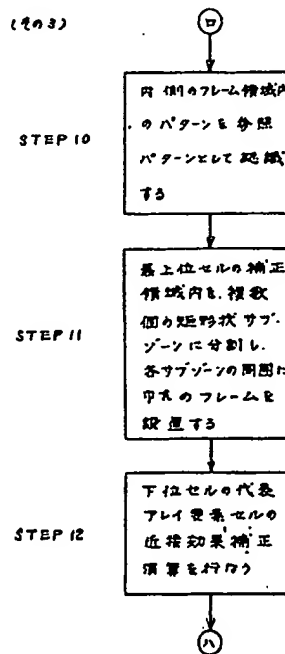 (その3)
ロ
STEP 10
内側のフレーム領域内
のパターンを参照
パターンとして認識
する
STEP 11
最上位セルの補正
領域内を、複数
個の矩形状サブ・
ゾーンに分割し、
各サブゾーンの周囲に
巾のフレームを
設置する
STEP 12
下位セルの代表
アレイ要素セルの
近接効果補正
演算を行なう
ハ